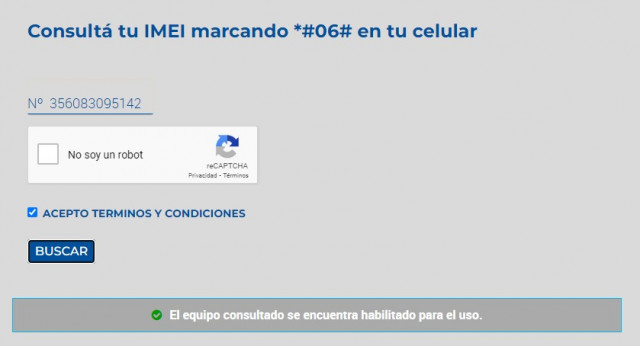 Consultá tu IMEI marcando *#06# en tu celular
Nº 356083095142
No soy un robot
reCAPTCHA
Privacidad - Términos
ACEPTO TERMINOS Y CONDICIONES
BUSCAR
El equipo consultado se encuentra habilitado para el uso.